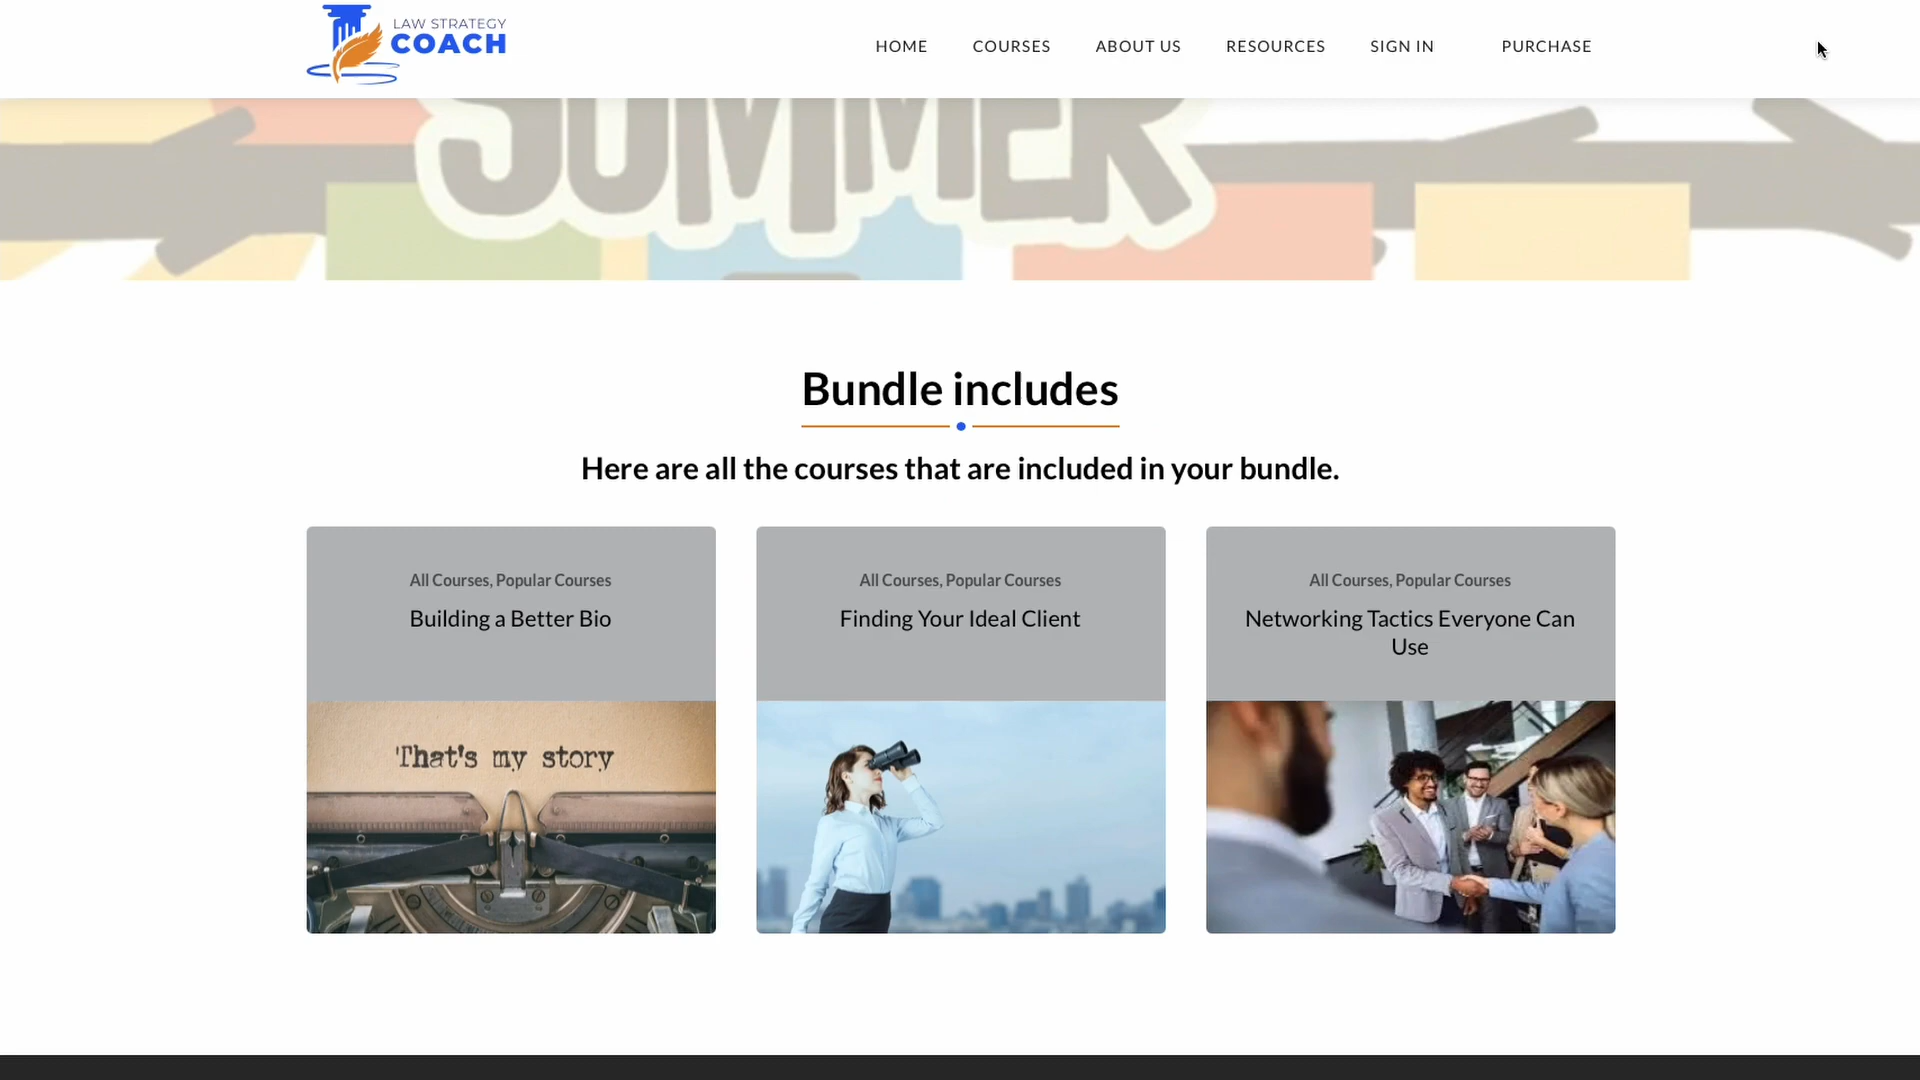 LAW STRATEGY
COACH
HOME COURSES ABOUT US RESOURCES SIGN IN PURCHASE
SUMMER
Bundle includes
Here are all the courses that are included in your bundle.
All Courses, Popular Courses
Building a Better Bio
That's my story
All Courses, Popular Courses
Finding Your Ideal Client
All Courses, Popular Courses
Networking Tactics Everyone Can
Use